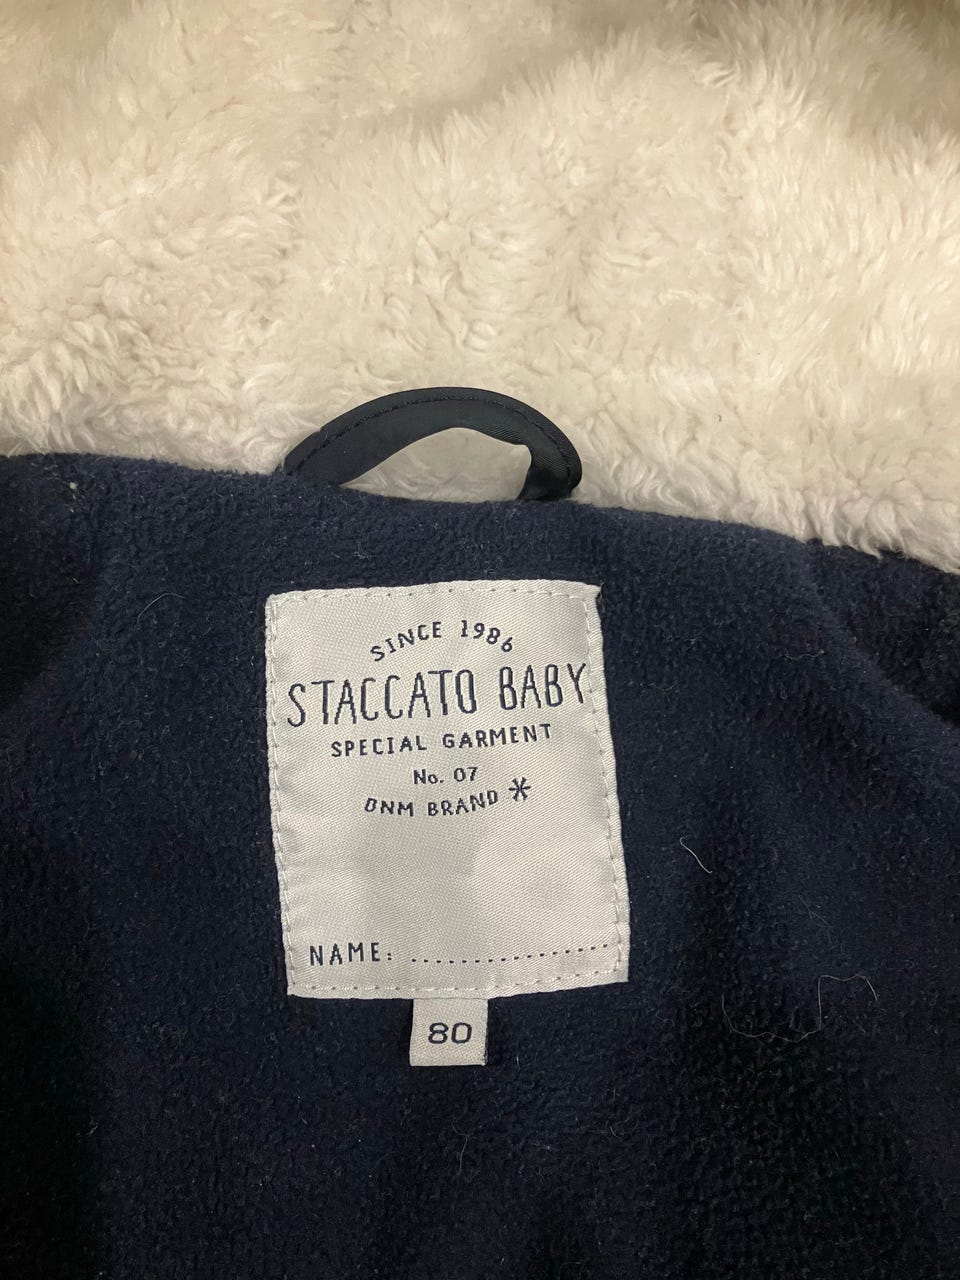 SINCE 1986
STACCATO BABY
SPECIAL GARMENT
No. 07
DNM BRAND *
NAME: ................
80